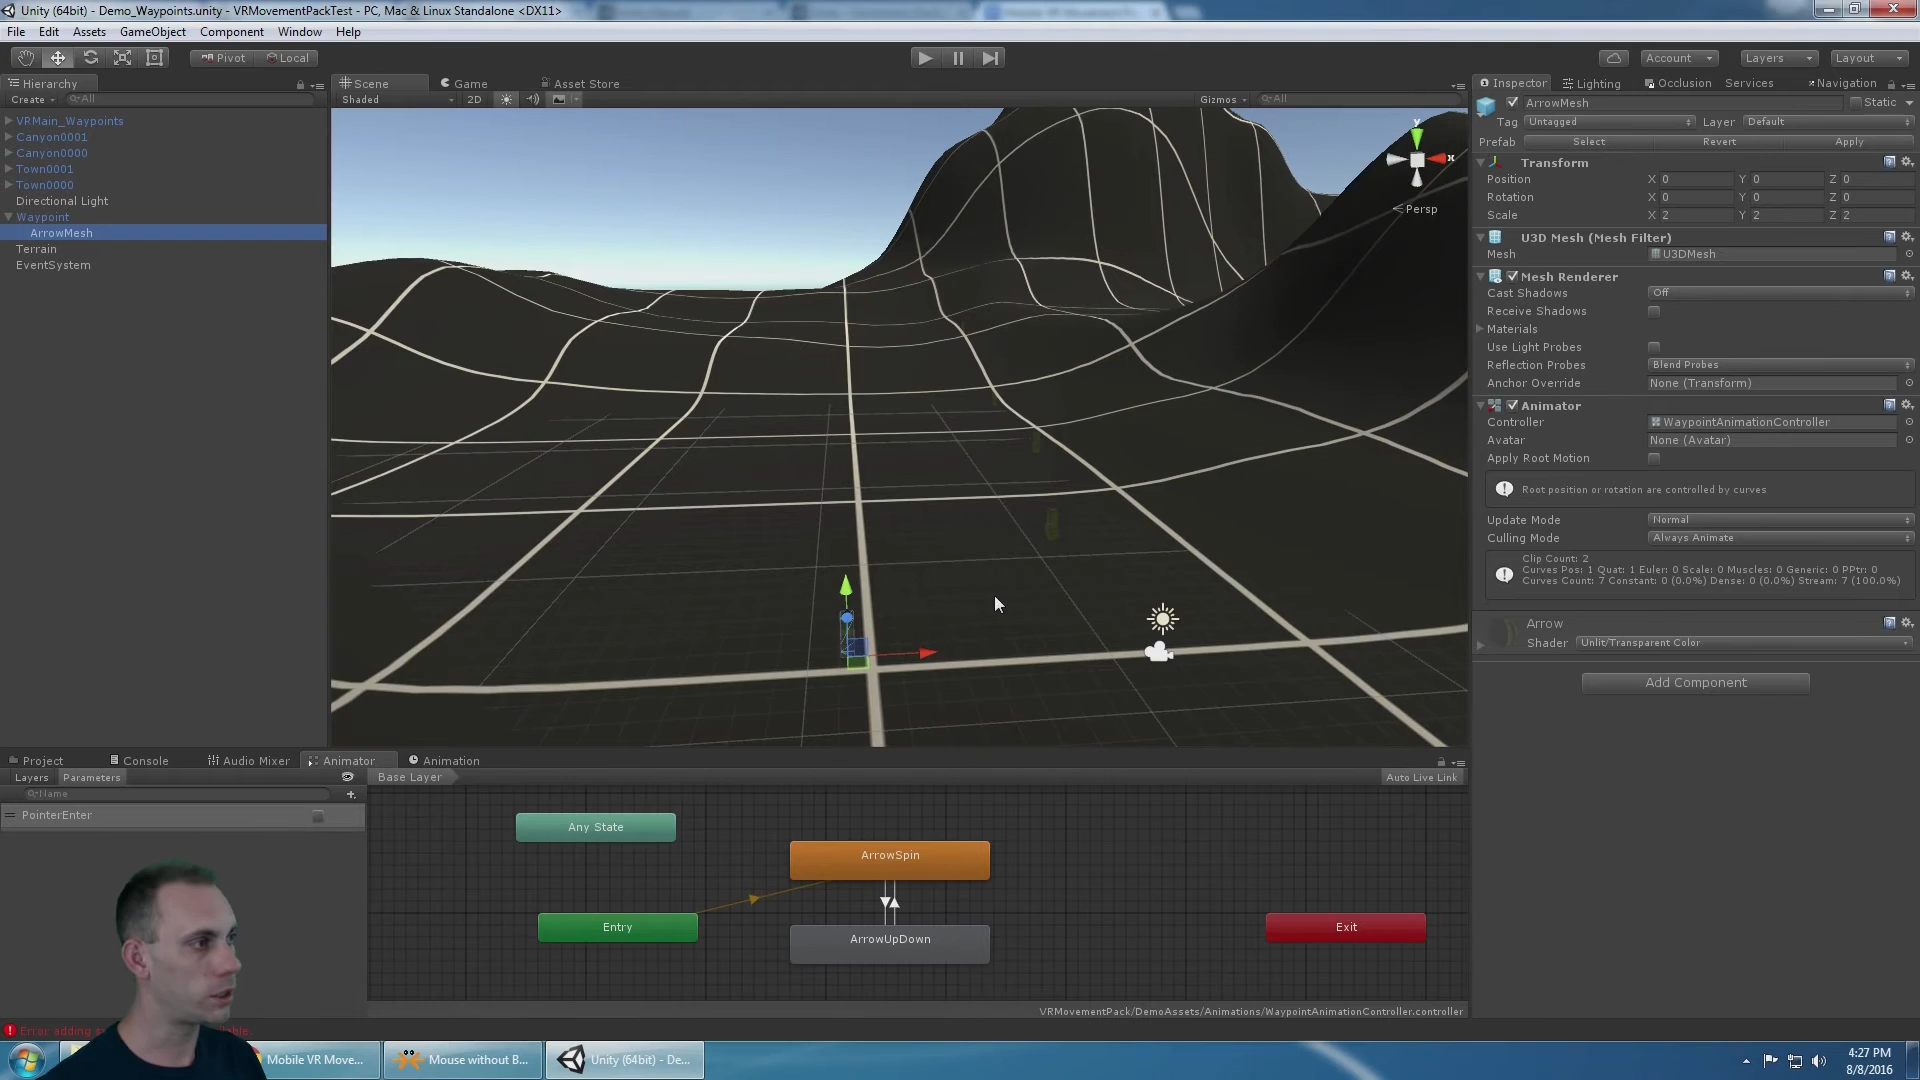 Unity (64bit) - Demo_Waypoints.unity - VRMovementPackTest - PC, Mac & Linux Standalone <DX11>
File Edit Assets GameObject Component Window Help
Pivot Local Account Layers Layout
Hierarchy Scene Game Asset Store Inspector Lighting Occlusion Services Navigation
Create All Shaded 2D Gizmos All
ArrowMesh Static
Tag Untagged Layer Default
Prefab Select Revert Apply
VRMain_Waypoints
Canyon0001
Canyon0000
Town0001
Town0000
Directional Light
Waypoint
ArrowMesh
Terrain
EventSystem
y
x
Persp
Transform
Position X 0 Y 0 Z 0
Rotation X 0 Y 0 Z 0
Scale X 2 Y 2 Z 2
U3D Mesh (Mesh Filter)
Mesh U3DMesh
Mesh Renderer
Cast Shadows Off
Receive Shadows
Materials
Use Light Probes
Reflection Probes Blend Probes
Anchor Override None (Transform)
Animator
Controller WaypointAnimationController
Avatar None (Avatar)
Apply Root Motion
Root position or rotation are controlled by curves
Update Mode Normal
Culling Mode Always Animate
Clip Count: 2
Curves Pos: 1 Quat: 1 Euler: 0 Scale: 0 Muscles: 0 Generic: 0 PPtr: 0
Curves Count: 7 Constant: 0 (0.0%) Dense: 0 (0.0%) Stream: 7 (100.0%)
Arrow
Shader Unlit/Transparent Color
Add Component
Project Console Audio Mixer Animator Animation
Layers Parameters Base Layer Auto Live Link
Name
PointerEnter
Any State
ArrowSpin
Entry
ArrowUpDown
Exit
VRMovementPack/DemoAssets/Animations/WaypointAnimationController.controller
Error adding
Mobile VR Move... Mouse without B... Unity (64bit) - De...
4:27 PM
8/8/2016